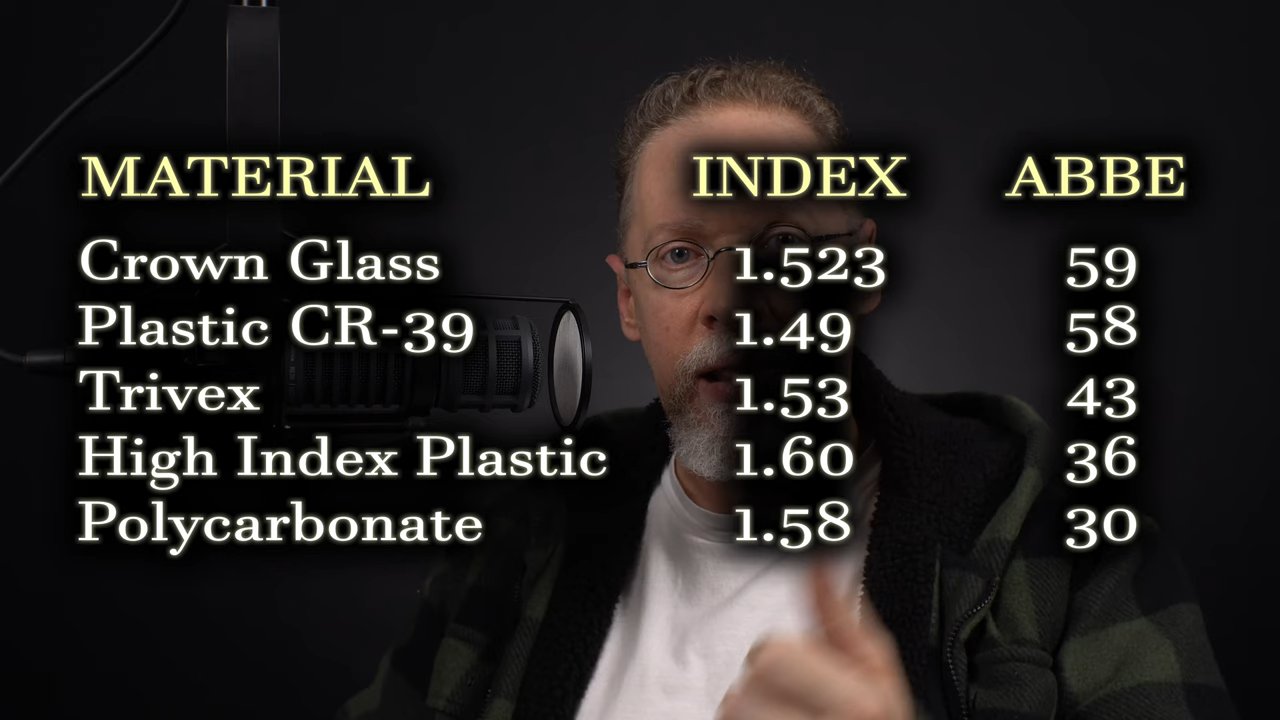 MATERIAL INDEX ABBE
Crown Glass 1.523 59
Plastic CR-39 1.49 58
Trivex 1.53 43
High Index Plastic 1.60 36
Polycarbonate 1.58 30